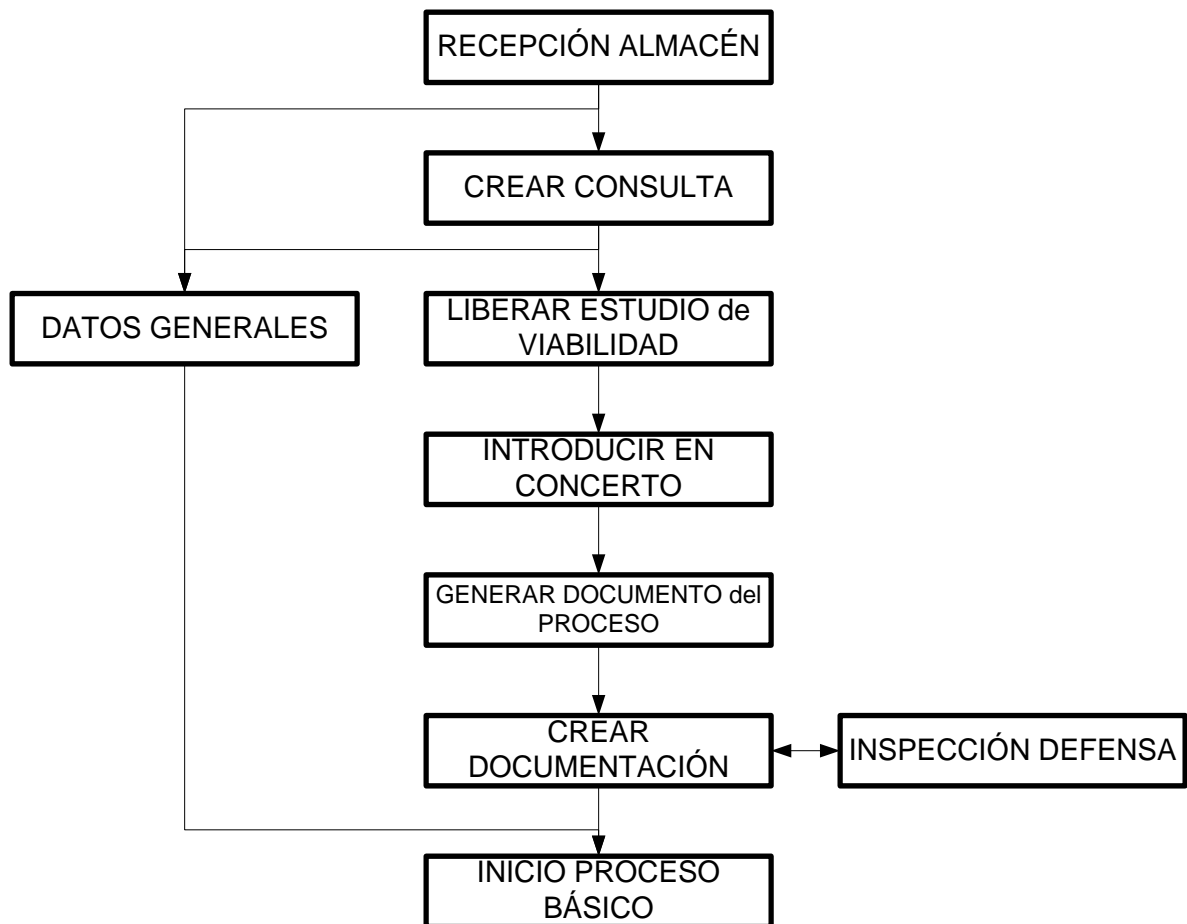 RECEPCIÓN ALMACÉN
CREAR CONSULTA
DATOS GENERALES
LIBERAR ESTUDIO de
VIABILIDAD
INTRODUCIR EN
CONCERTO
GENERAR DOCUMENTO del
PROCESO
CREAR
DOCUMENTACIÓN
INSPECCIÓN DEFENSA
INICIO PROCESO
BÁSICO